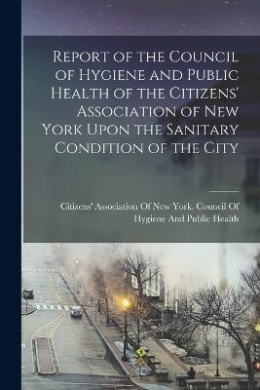 Report of the Council
of Hygiene and Public
Health of the Citizens'
Association of New
York Upon the Sanitary
Condition of the City
Citizens' Association Of New York. Council Of
Hygiene And Public Health